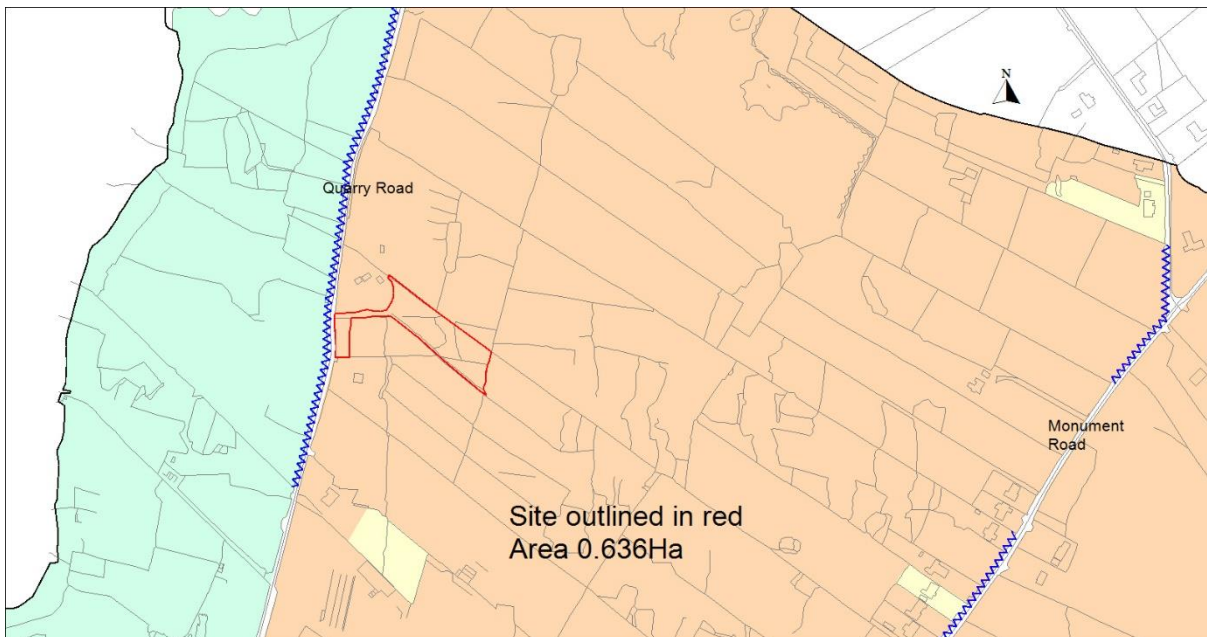 N
Quarry Road
Monument
Road
Site outlined in red
Area 0.636Ha